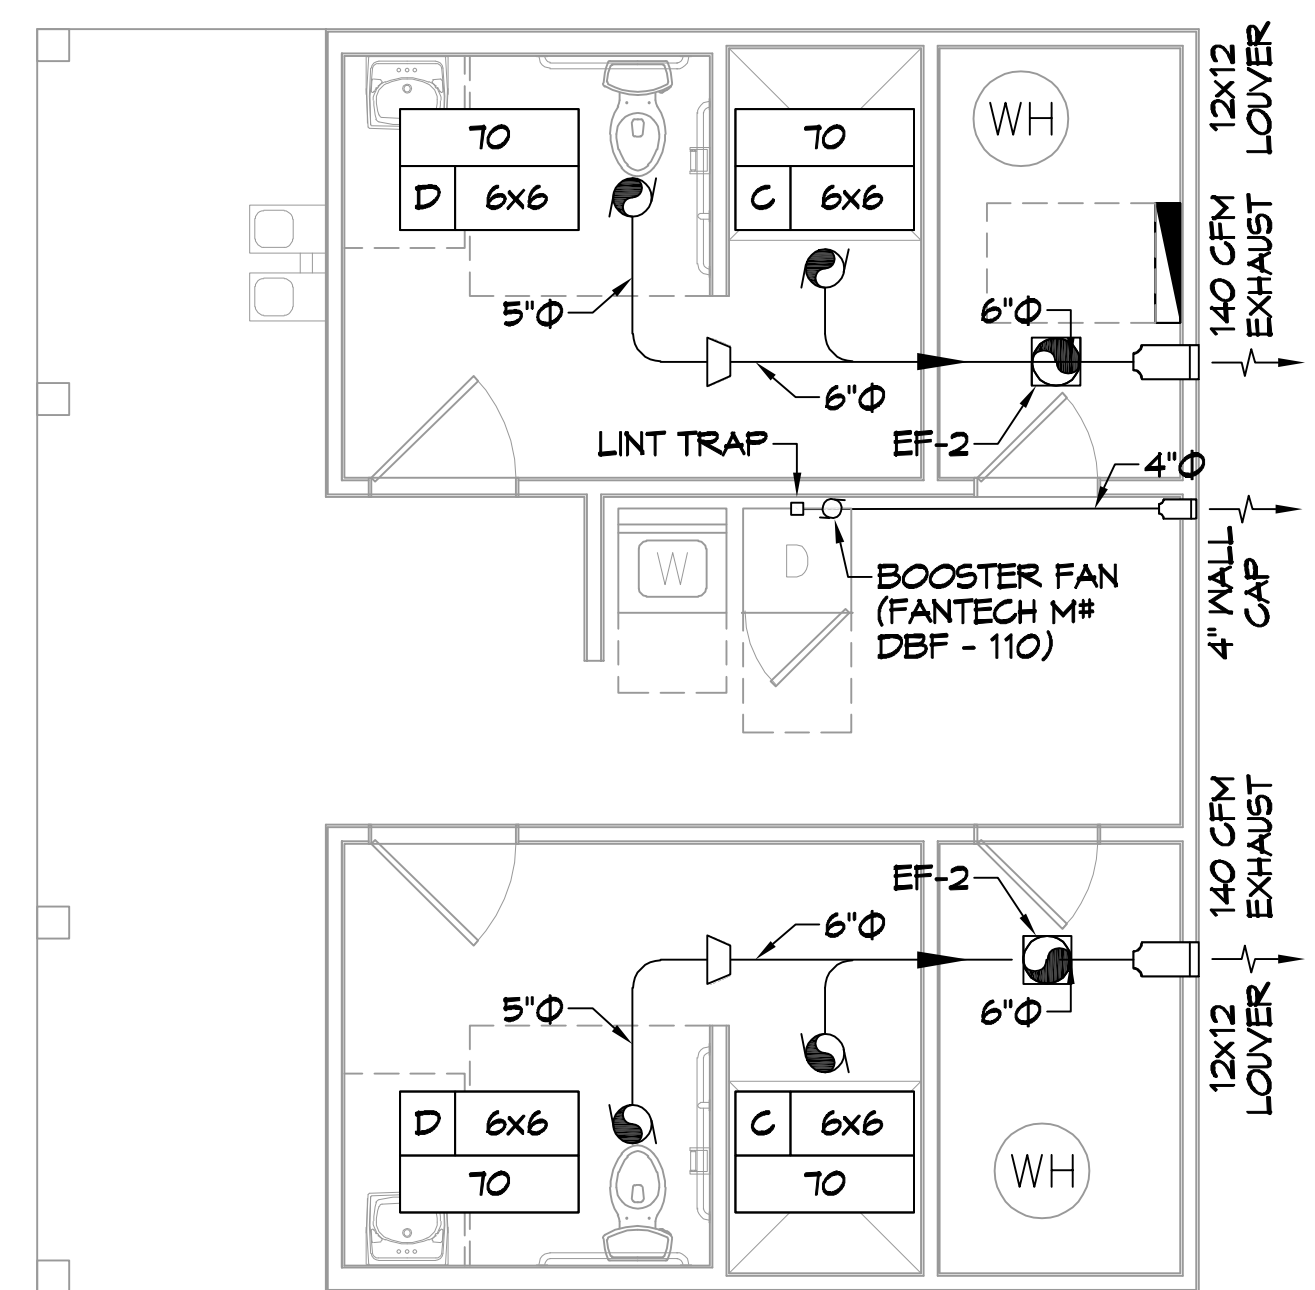 12x12
LOUVER
70
D 6x6
70
C 6x6
WH
140 CFM
EXHAUST
5"Φ
6"Φ
6"Φ
LINT TRAP
EF-2
4"Φ
W
D
BOOSTER FAN
(FANTECH M#
DBF - 110)
4" WALL
CAP
140 CFM
EXHAUST
EF-2
6"Φ
5"Φ
6"Φ
12x12
LOUVER
D 6x6
70
C 6x6
70
WH